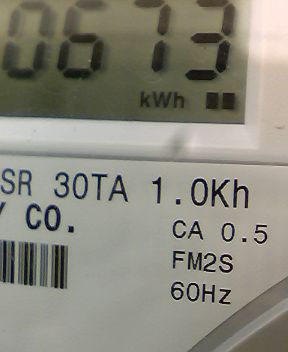 0673
kWh
SR 30TA 1.0Kh
Y CO.
CA 0.5
FM2S
60Hz